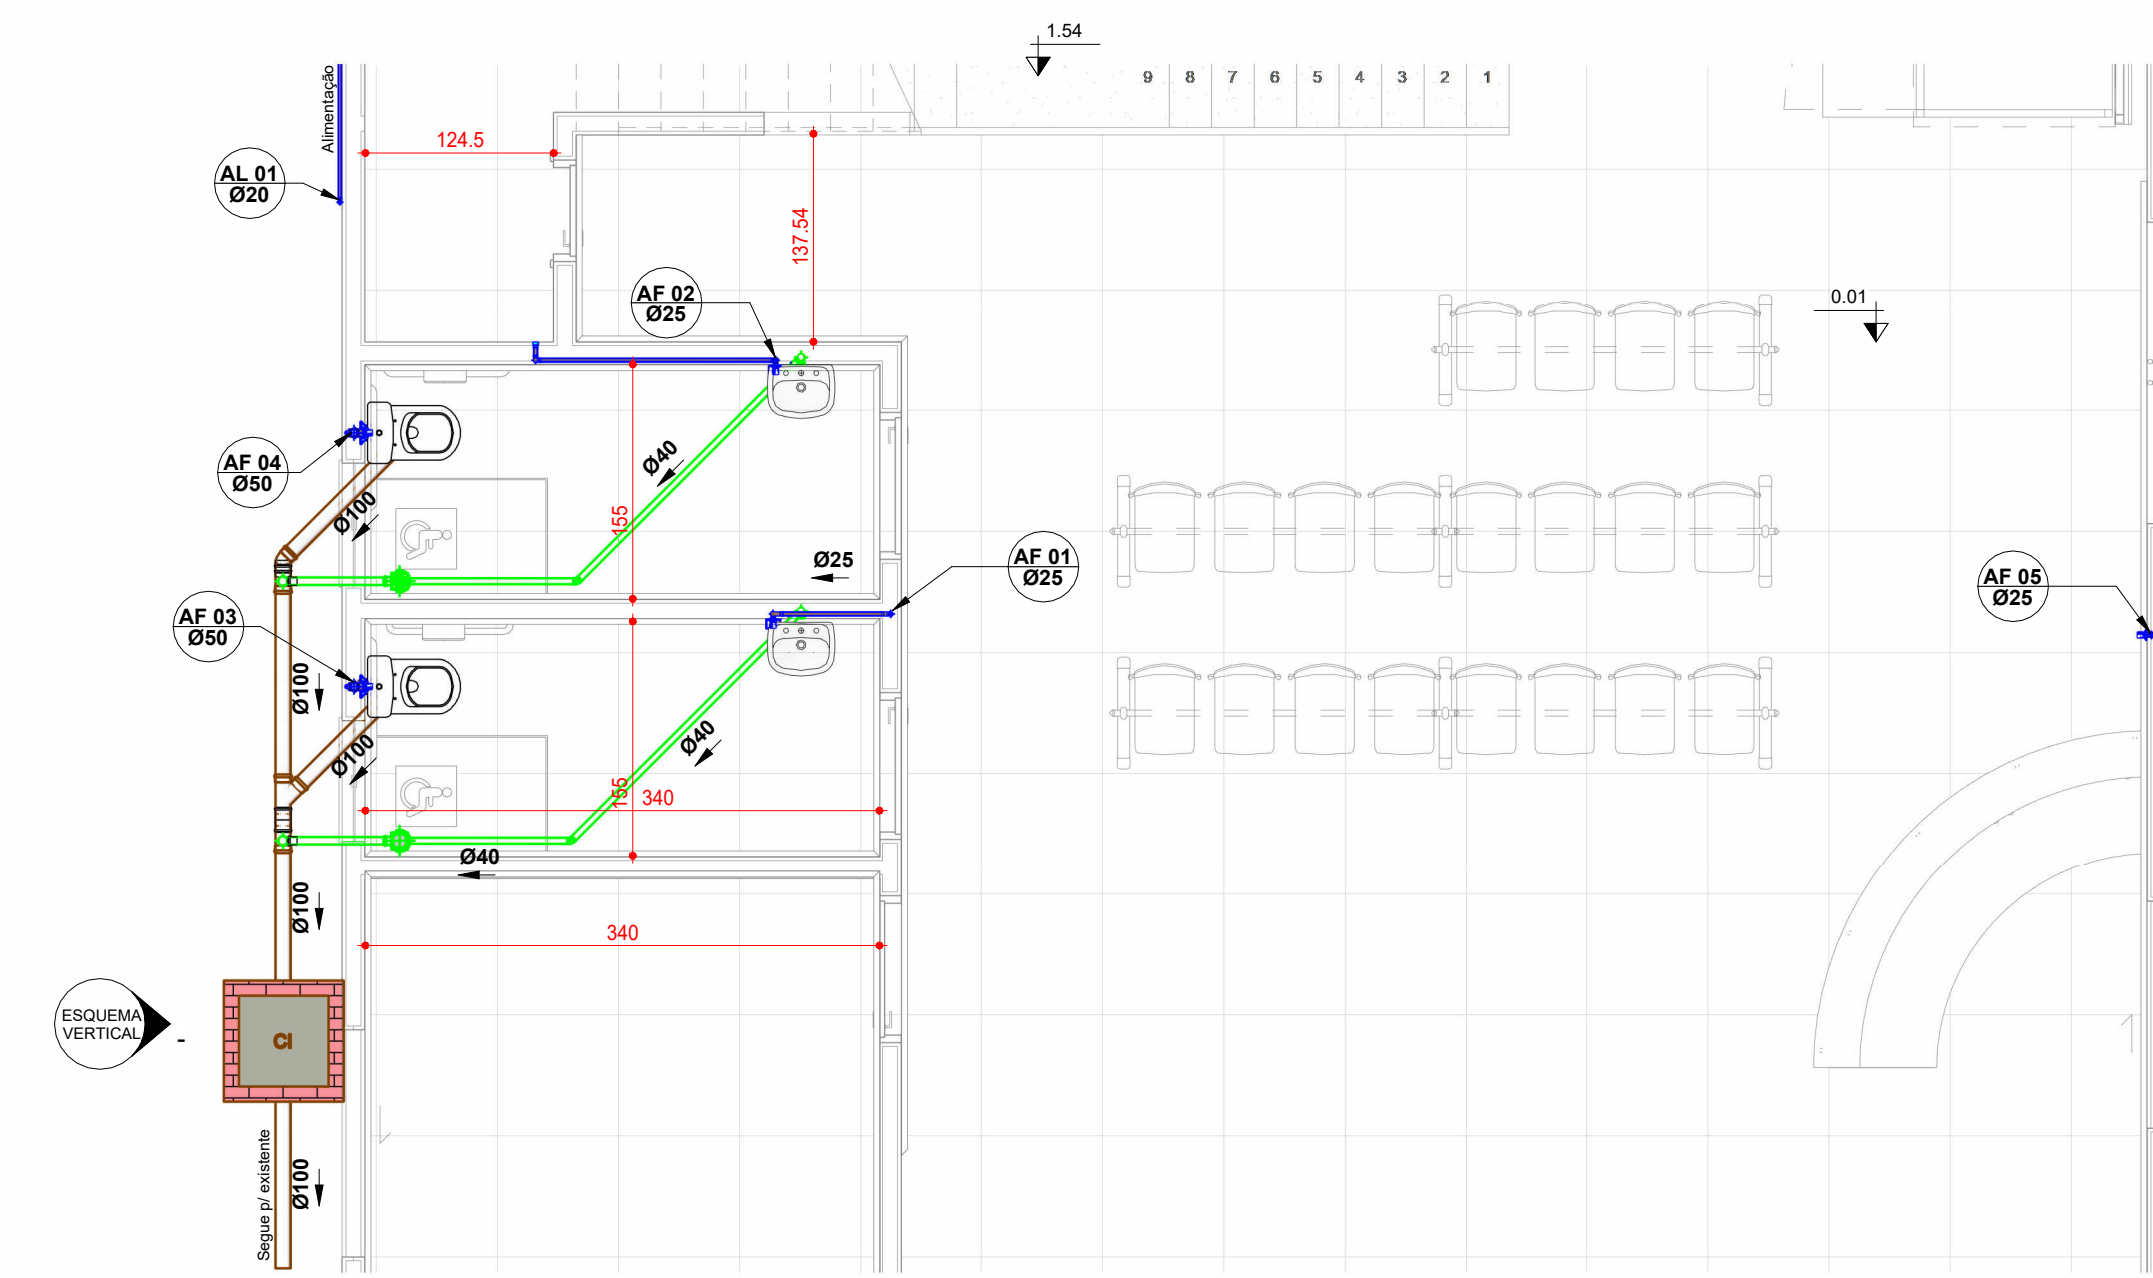 1.54
9 8 7 6 5 4 3 2 1
Alimentação
124.5
AL 01
Ø20
137.54
AF 02
Ø25
0.01
AF 04
Ø50
Ø40
Ø100
155
Ø25
AF 01
Ø25
AF 05
Ø25
AF 03
Ø50
Ø100
Ø100
Ø40
155
340
Ø40
Ø100
340
ESQUEMA
VERTICAL
-
CI
Segue p/ existente
Ø100